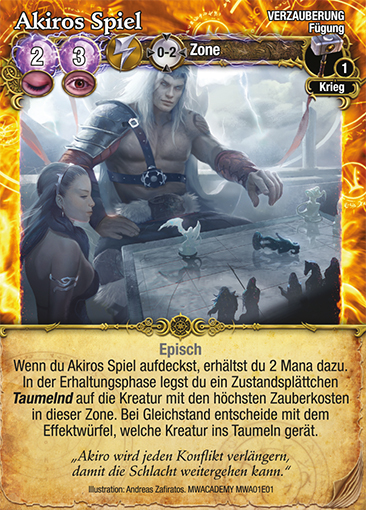 Akiros Spiel
VERZAUBERUNG
Fügung
2 3 0-2 Zone
1
Krieg
Episch
Wenn du Akiros Spiel aufdeckst, erhältst du 2 Mana dazu.
In der Erhaltungsphase legst du ein Zustandsplättchen
Taumelnd auf die Kreatur mit den höchsten Zauberkosten
in dieser Zone. Bei Gleichstand entscheide mit dem
Effektwürfel, welche Kreatur ins Taumeln gerät.
„Akiro wird jeden Konflikt verlängern,
damit die Schlacht weitergehen kann.“
Illustration: Andreas Zafiratos. MWACADEMY MWA01E01